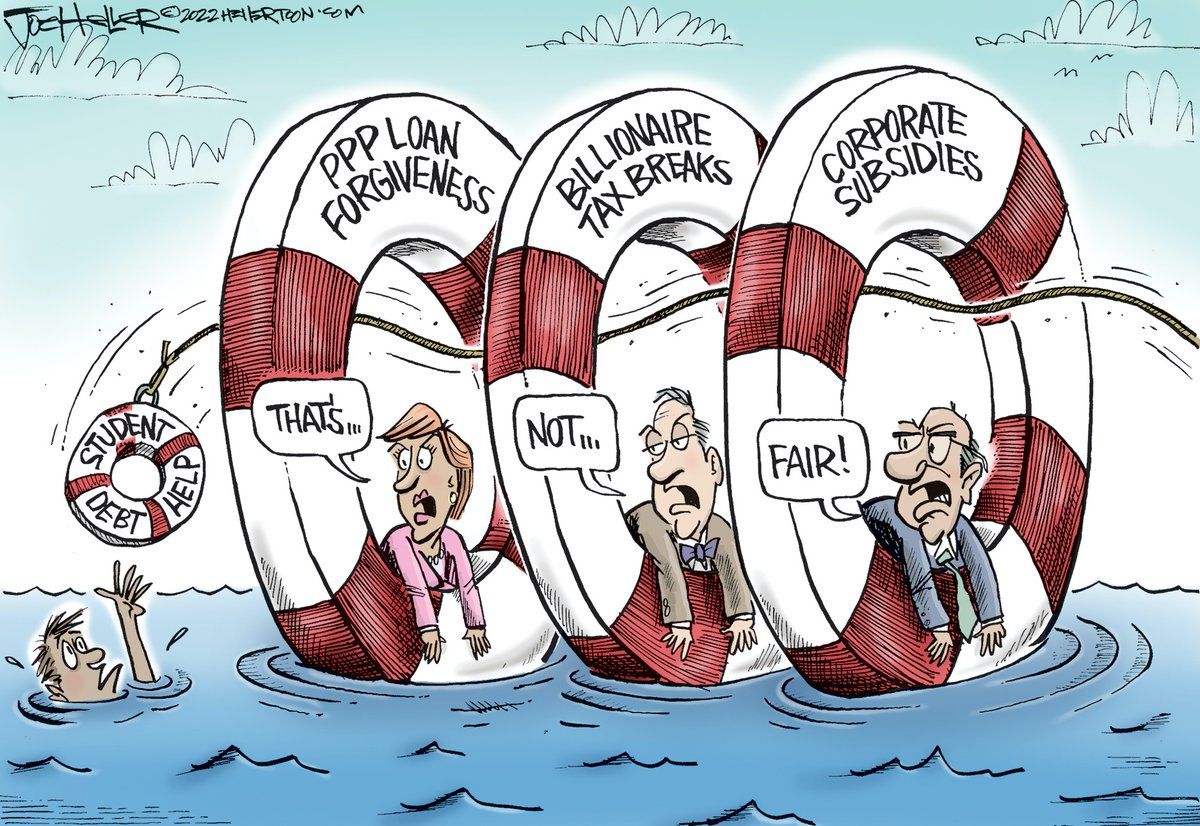 JOE HELLER ©2022 HELLERTOON.COM
PPP LOAN
FORGIVENESS
BILLIONAIRE
TAX BREAKS
CORPORATE
SUBSIDIES
STUDENT
DEBT HELP
THAT'S...
NOT...
FAIR!